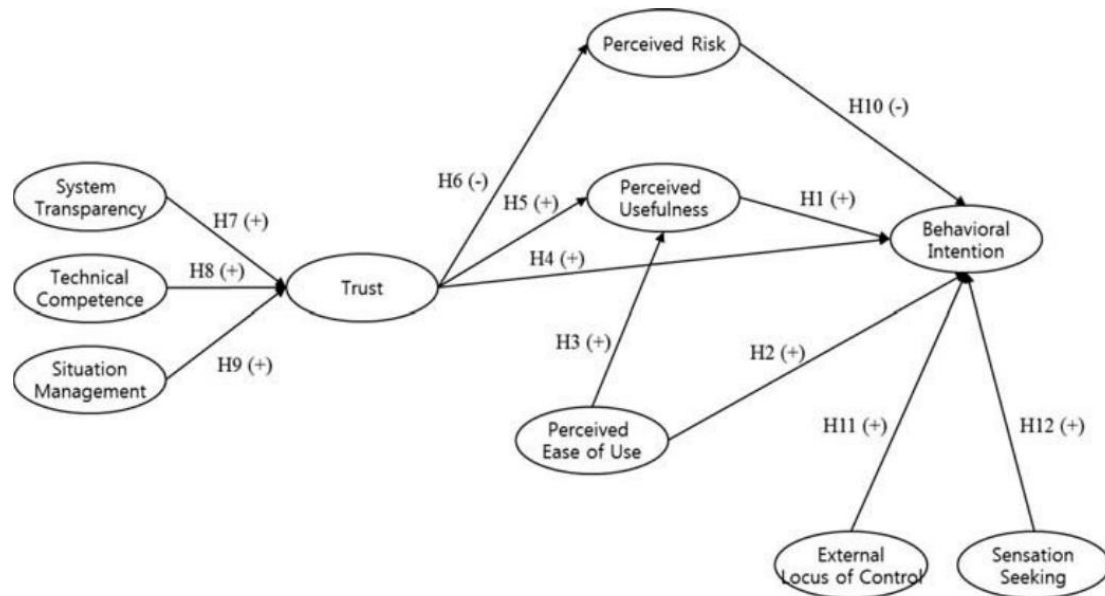 Perceived Risk
H10 (-)
H6 (-)
System
Transparency
H7 (+)
Perceived
Usefulness
H5 (+)
H1 (+)
Behavioral
Intention
H4 (+)
Technical
Competence
H8 (+)
Trust
H3 (+)
H2 (+)
Situation
Management
H9 (+)
Perceived
Ease of Use
H11 (+)
H12 (+)
External
Locus of Control
Sensation
Seeking